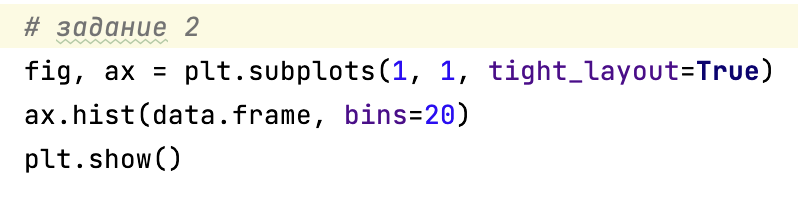 # задание 2
fig, ax = plt.subplots(1, 1, tight_layout=True)
ax.hist(data.frame, bins=20)
plt.show()